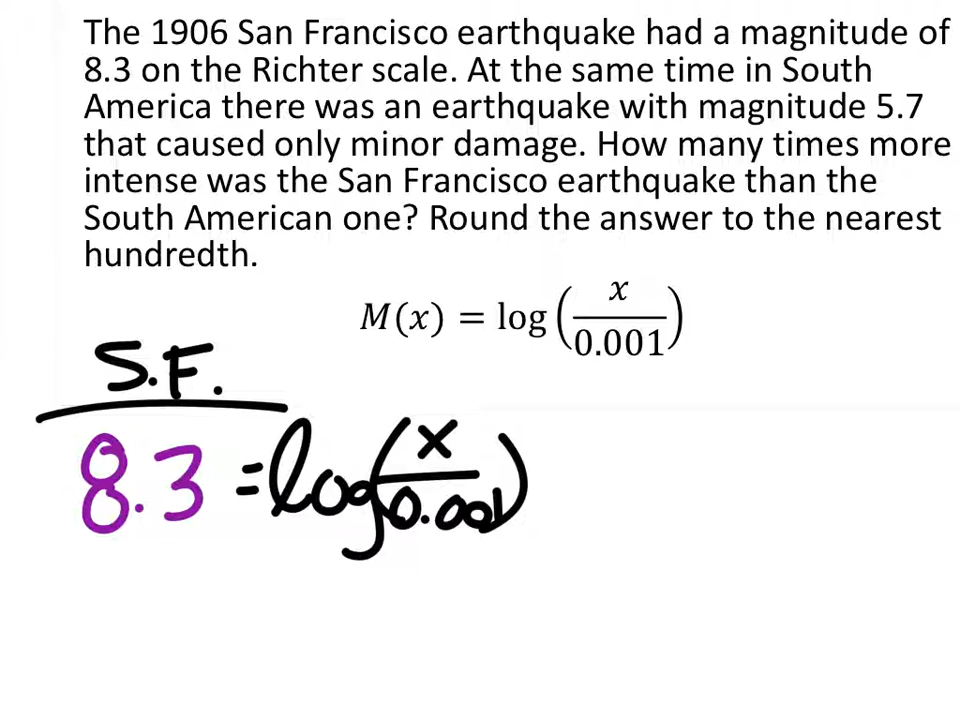 The 1906 San Francisco earthquake had a magnitude of
8.3 on the Richter scale. At the same time in South
America there was an earthquake with magnitude 5.7
that caused only minor damage. How many times more
intense was the San Francisco earthquake than the
South American one? Round the answer to the nearest
hundredth.
M(x) = log(x/0.001)
S.F.
8.3 = log(x/0.001)